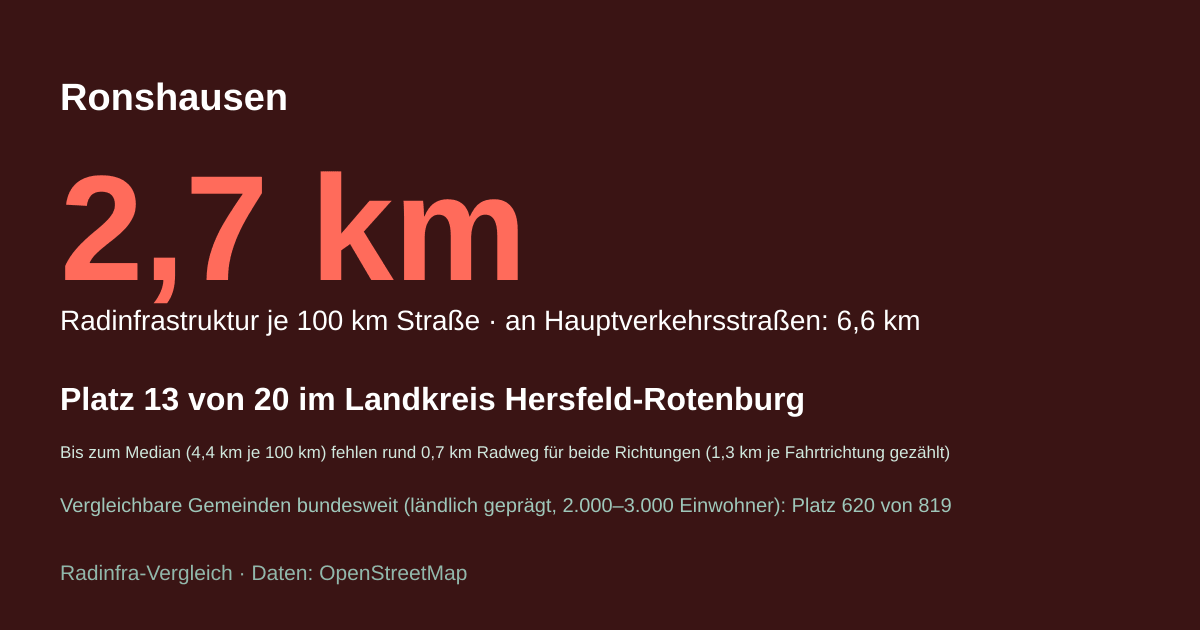 Ronshausen
2,7 km
Radinfrastruktur je 100 km Straße · an Hauptverkehrsstraßen: 6,6 km
Platz 13 von 20 im Landkreis Hersfeld-Rotenburg
Bis zum Median (4,4 km je 100 km) fehlen rund 0,7 km Radweg für beide Richtungen (1,3 km je Fahrtrichtung gezählt)
Vergleichbare Gemeinden bundesweit (ländlich geprägt, 2.000–3.000 Einwohner): Platz 620 von 819
Radinfra-Vergleich · Daten: OpenStreetMap